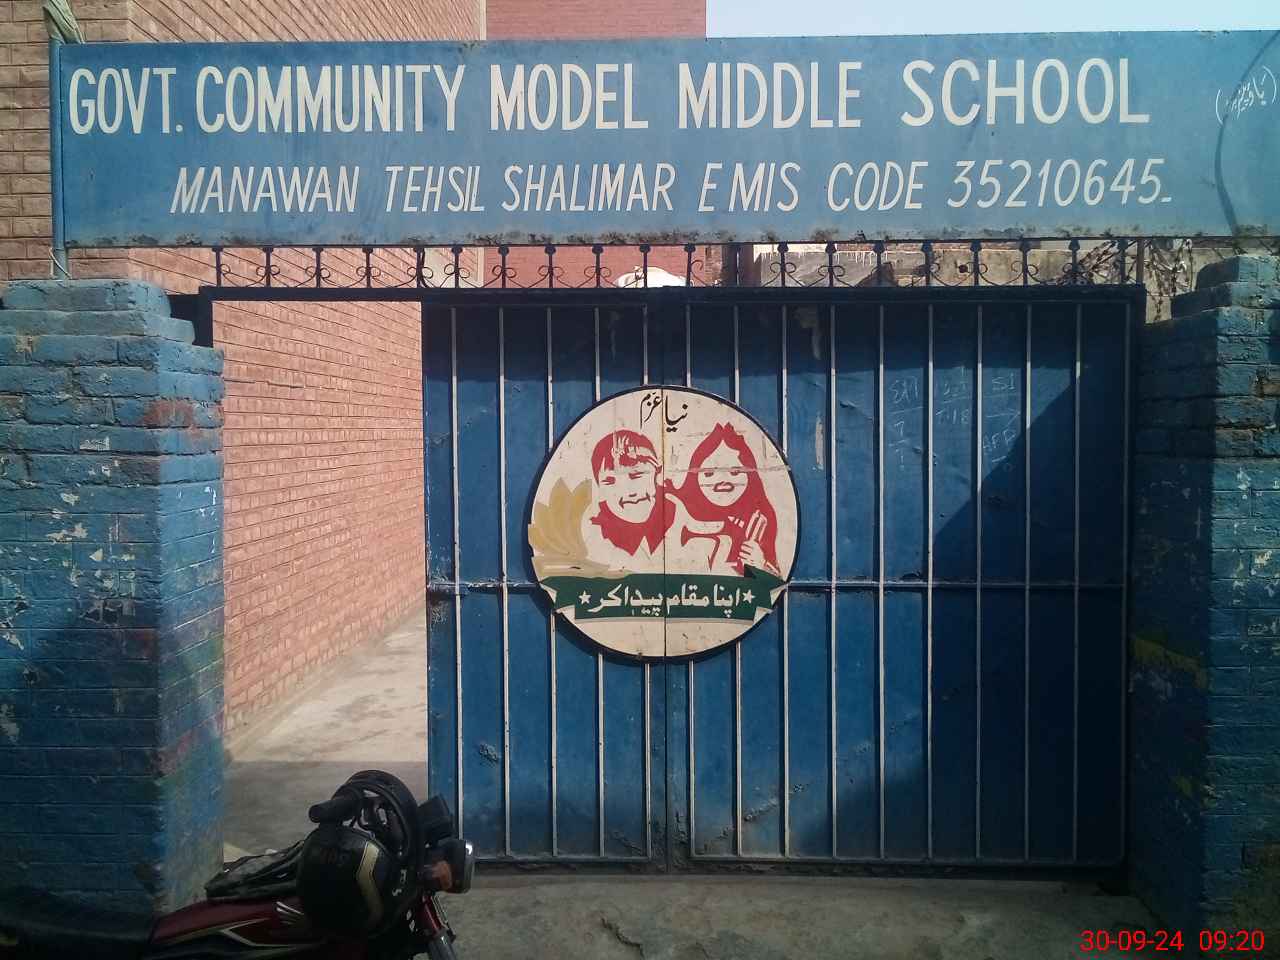 GOVT. COMMUNITY MODEL MIDDLE SCHOOL
MANAWAN TEHSIL SHALIMAR EMIS CODE 35210645
نیا عزم
اپنا مقام پیدا کر
30-09-24 09:20